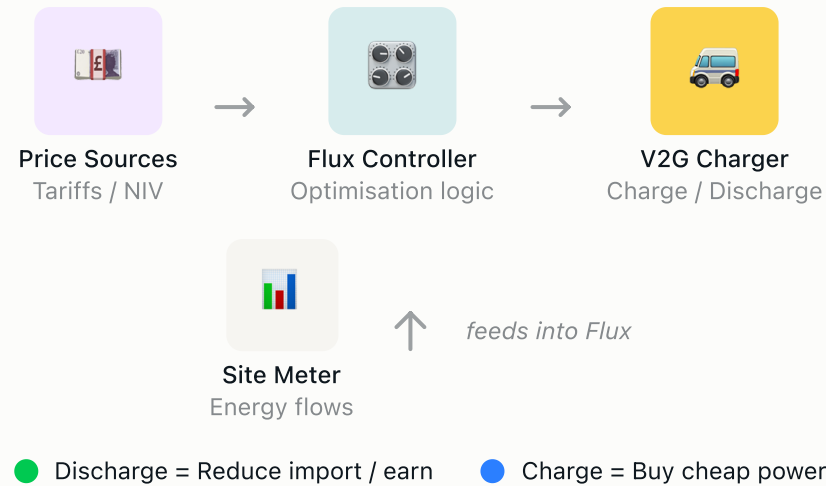 Price Sources
Tariffs / NIV
Flux Controller
Optimisation logic
V2G Charger
Charge / Discharge
Site Meter
Energy flows
feeds into Flux
Discharge = Reduce import / earn
Charge = Buy cheap power